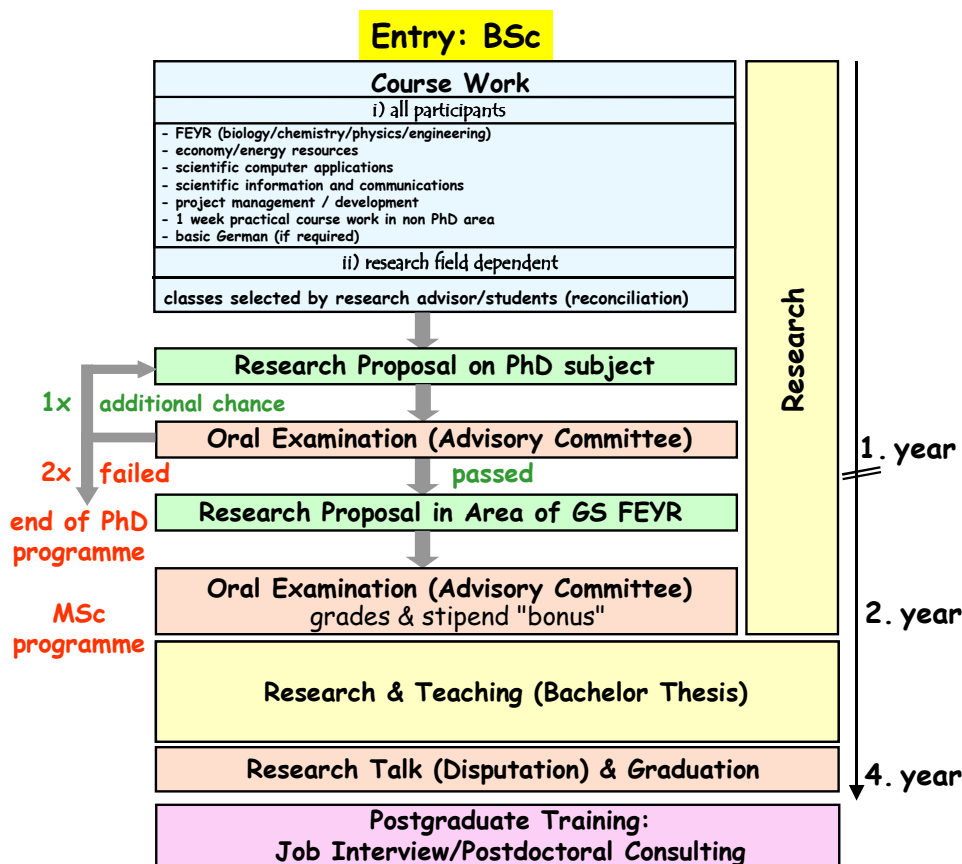 Entry: BSc
Course Work
i) all participants
- FEYR (biology/chemistry/physics/engineering)
- economy/energy resources
- scientific computer applications
- scientific information and communications
- project management / development
- 1 week practical course work in non PhD area
- basic German (if required)
ii) research field dependent
classes selected by research advisor/students (reconciliation)
Research
Research Proposal on PhD subject
1x additional chance
Oral Examination (Advisory Committee)
1. year
2x failed
passed
end of PhD
programme
Research Proposal in Area of GS FEYR
Oral Examination (Advisory Committee)
grades & stipend "bonus"
MSc
programme
2. year
Research & Teaching (Bachelor Thesis)
Research Talk (Disputation) & Graduation
4. year
Postgraduate Training:
Job Interview/Postdoctoral Consulting